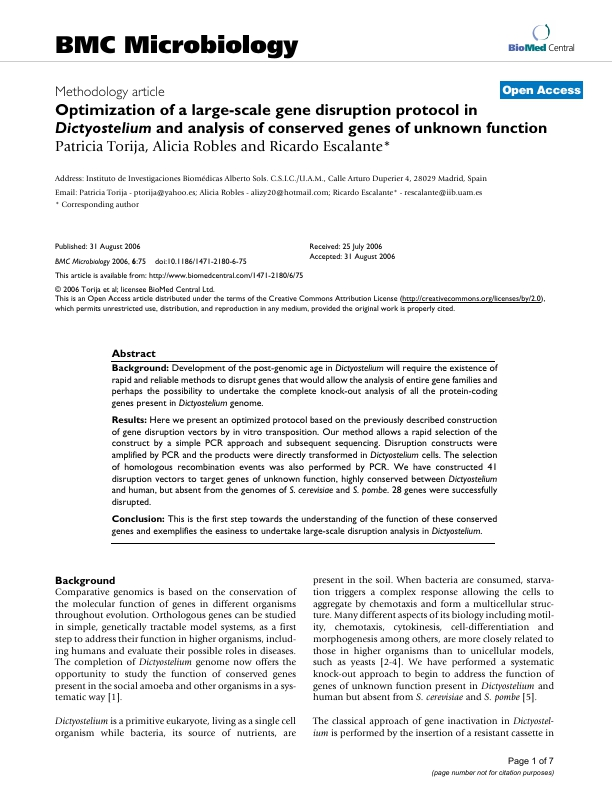 BMC Microbiology
BioMed Central
Methodology article
Open Access
Optimization of a large-scale gene disruption protocol in
Dictyostelium and analysis of conserved genes of unknown function
Patricia Torija, Alicia Robles and Ricardo Escalante*
Address: Instituto de Investigaciones Biomédicas Alberto Sols. C.S.I.C./U.A.M., Calle Arturo Duperier 4, 28029 Madrid, Spain
Email: Patricia Torija - ptorija@yahoo.es; Alicia Robles - alizy20@hotmail.com; Ricardo Escalante* - rescalante@iib.uam.es
* Corresponding author
Published: 31 August 2006
BMC Microbiology 2006, 6:75 doi:10.1186/1471-2180-6-75
Received: 25 July 2006
Accepted: 31 August 2006
This article is available from: http://www.biomedcentral.com/1471-2180/6/75
© 2006 Torija et al; licensee BioMed Central Ltd.
This is an Open Access article distributed under the terms of the Creative Commons Attribution License (http://creativecommons.org/licenses/by/2.0),
which permits unrestricted use, distribution, and reproduction in any medium, provided the original work is properly cited.
Abstract
Background: Development of the post-genomic age in Dictyostelium will require the existence of
rapid and reliable methods to disrupt genes that would allow the analysis of entire gene families and
perhaps the possibility to undertake the complete knock-out analysis of all the protein-coding
genes present in Dictyostelium genome.
Results: Here we present an optimized protocol based on the previously described construction
of gene disruption vectors by in vitro transposition. Our method allows a rapid selection of the
construct by a simple PCR approach and subsequent sequencing. Disruption constructs were
amplified by PCR and the products were directly transformed in Dictyostelium cells. The selection
of homologous recombination events was also performed by PCR. We have constructed 41
disruption vectors to target genes of unknown function, highly conserved between Dictyostelium
and human, but absent from the genomes of S. cerevisiae and S. pombe. 28 genes were successfully
disrupted.
Conclusion: This is the first step towards the understanding of the function of these conserved
genes and exemplifies the easiness to undertake large-scale disruption analysis in Dictyostelium.
Background
Comparative genomics is based on the conservation of
the molecular function of genes in different organisms
throughout evolution. Orthologous genes can be studied
in simple, genetically tractable model systems, as a first
step to address their function in higher organisms, includ-
ing humans and evaluate their possible roles in diseases.
The completion of Dictyostelium genome now offers the
opportunity to study the function of conserved genes
present in the social amoeba and other organisms in a sys-
tematic way [1].
Dictyostelium is a primitive eukaryote, living as a single cell
organism while bacteria, its source of nutrients, are
present in the soil. When bacteria are consumed, starva-
tion triggers a complex response allowing the cells to
aggregate by chemotaxis and form a multicellular struc-
ture. Many different aspects of its biology including motil-
ity, chemotaxis, cytokinesis, cell-differentiation and
morphogenesis among others, are more closely related to
those in higher organisms than to unicellular models,
such as yeasts [2-4]. We have performed a systematic
knock-out approach to begin to address the function of
genes of unknown function present in Dictyostelium and
human but absent from S. cerevisiae and S. pombe [5].
The classical approach of gene inactivation in Dictyostel-
ium is performed by the insertion of a resistant cassette in
Page 1 of 7
(page number not for citation purposes)